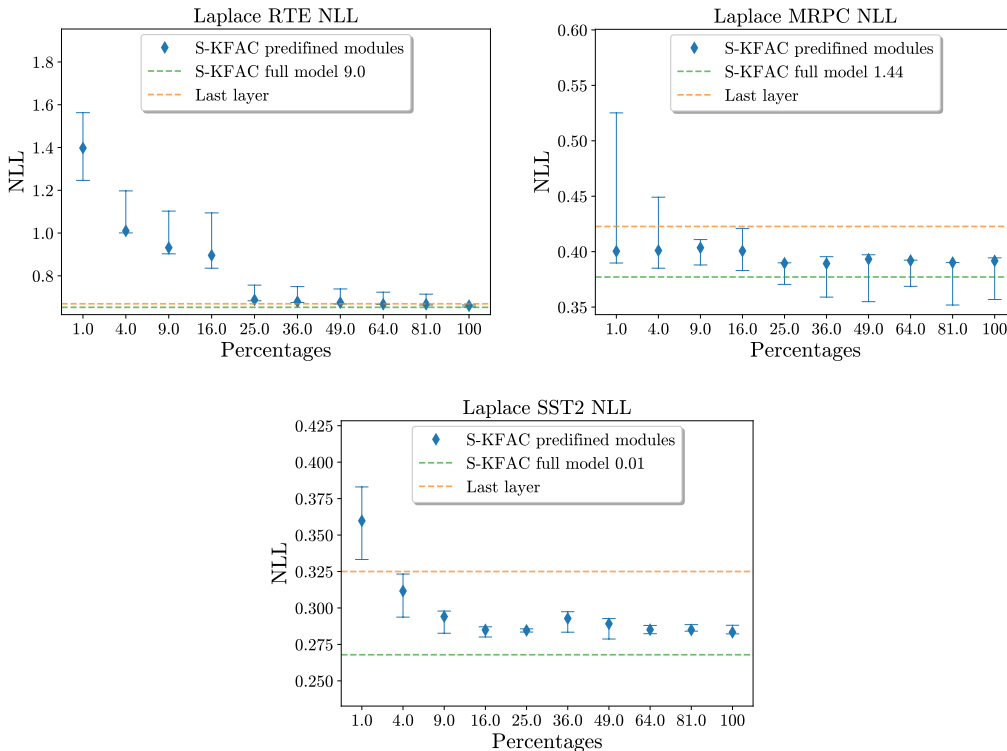 Laplace RTE NLL
S-KFAC predifined modules
S-KFAC full model 9.0
Last layer
NLL
1.8
1.6
1.4
1.2
1.0
0.8
1.0 4.0 9.0 16.0 25.0 36.0 49.0 64.0 81.0 100
Percentages
Laplace MRPC NLL
S-KFAC predifined modules
S-KFAC full model 1.44
Last layer
NLL
0.60
0.55
0.50
0.45
0.40
0.35
1.0 4.0 9.0 16.0 25.0 36.0 49.0 64.0 81.0 100
Percentages
Laplace SST2 NLL
S-KFAC predifined modules
S-KFAC full model 0.01
Last layer
NLL
0.425
0.400
0.375
0.350
0.325
0.300
0.275
0.250
1.0 4.0 9.0 16.0 25.0 36.0 49.0 64.0 81.0 100
Percentages